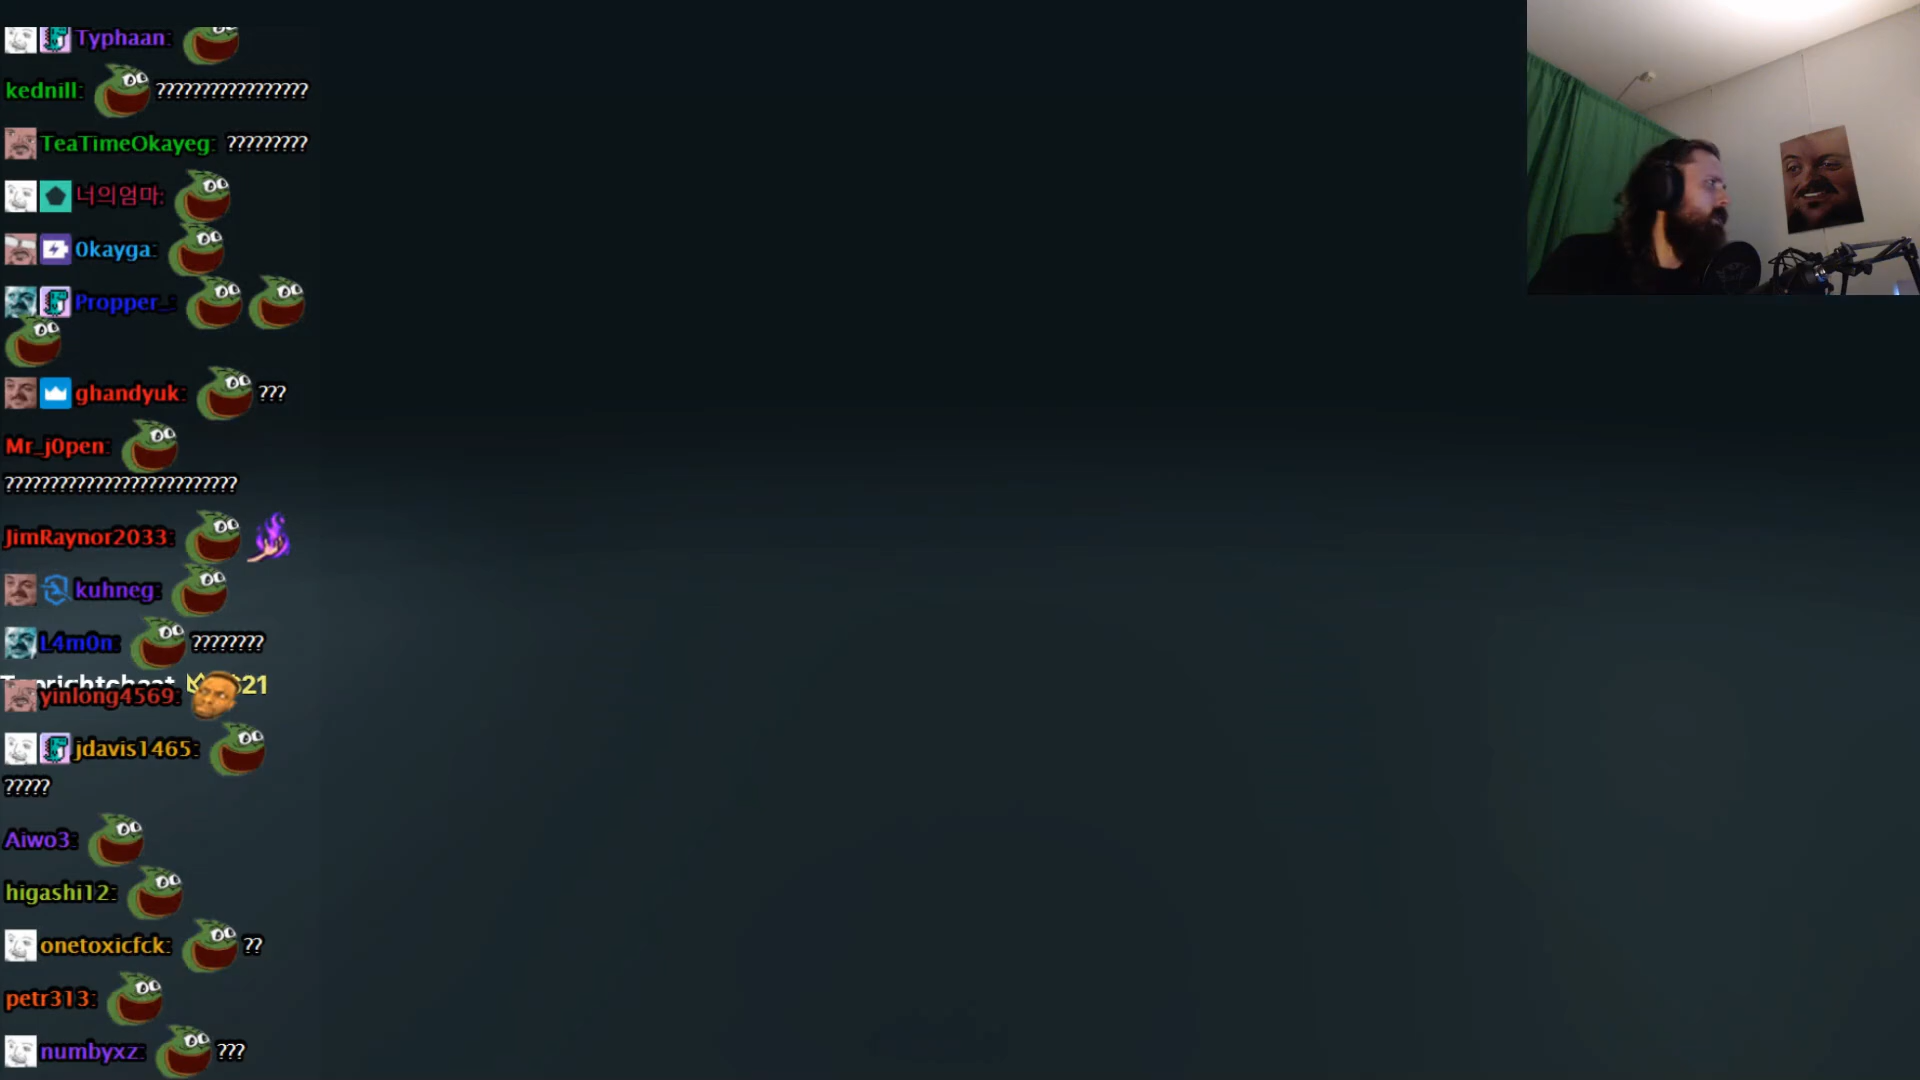 Typhaan:
kednill: ?????????????????
TeaTimeOkayeg: ?????????
너의엄마:
Okayga:
Propper_:
ghandyuk: ???
Mr_j0pen:
??????????????????????????
JimRaynor2033:
kuhneg:
L4m0n: ????????
21
yinlong4569:
jdavis1465:
?????
Aiwo3:
higashi12:
onetoxicfck: ??
petr313:
numbyxz: ???